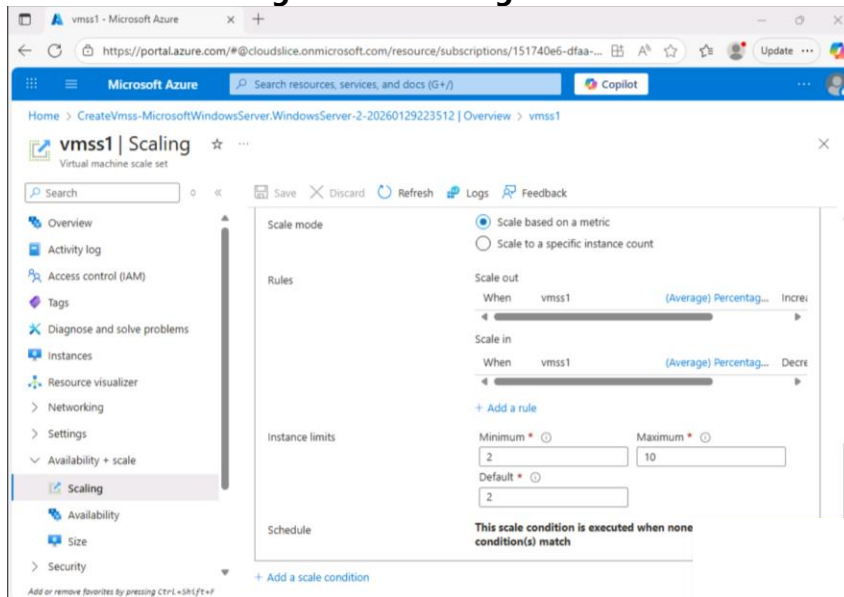 vmss1 - Microsoft Azure
https://portal.azure.com/#@cloudslice.onmicrosoft.com/resource/subscriptions/151740e6-dfaa-...
Update
Microsoft Azure
Search resources, services, and docs (G+/)
Copilot
Home > CreateVmss-MicrosoftWindowsServer.WindowsServer-2-20260129223512 | Overview > vmss1
vmss1 | Scaling
Virtual machine scale set
Search
Save Discard Refresh Logs Feedback
Overview
Activity log
Access control (IAM)
Tags
Diagnose and solve problems
Instances
Resource visualizer
Networking
Settings
Availability + scale
Scaling
Availability
Size
Security
Add or remove favorites by pressing Ctrl+Shift+F
Scale mode
Scale based on a metric
Scale to a specific instance count
Rules
Scale out
When vmss1 (Average) Percentag... Increa
Scale in
When vmss1 (Average) Percentag... Decre
+ Add a rule
Instance limits
Minimum * Maximum *
2 10
Default *
2
Schedule
This scale condition is executed when none
condition(s) match
+ Add a scale condition